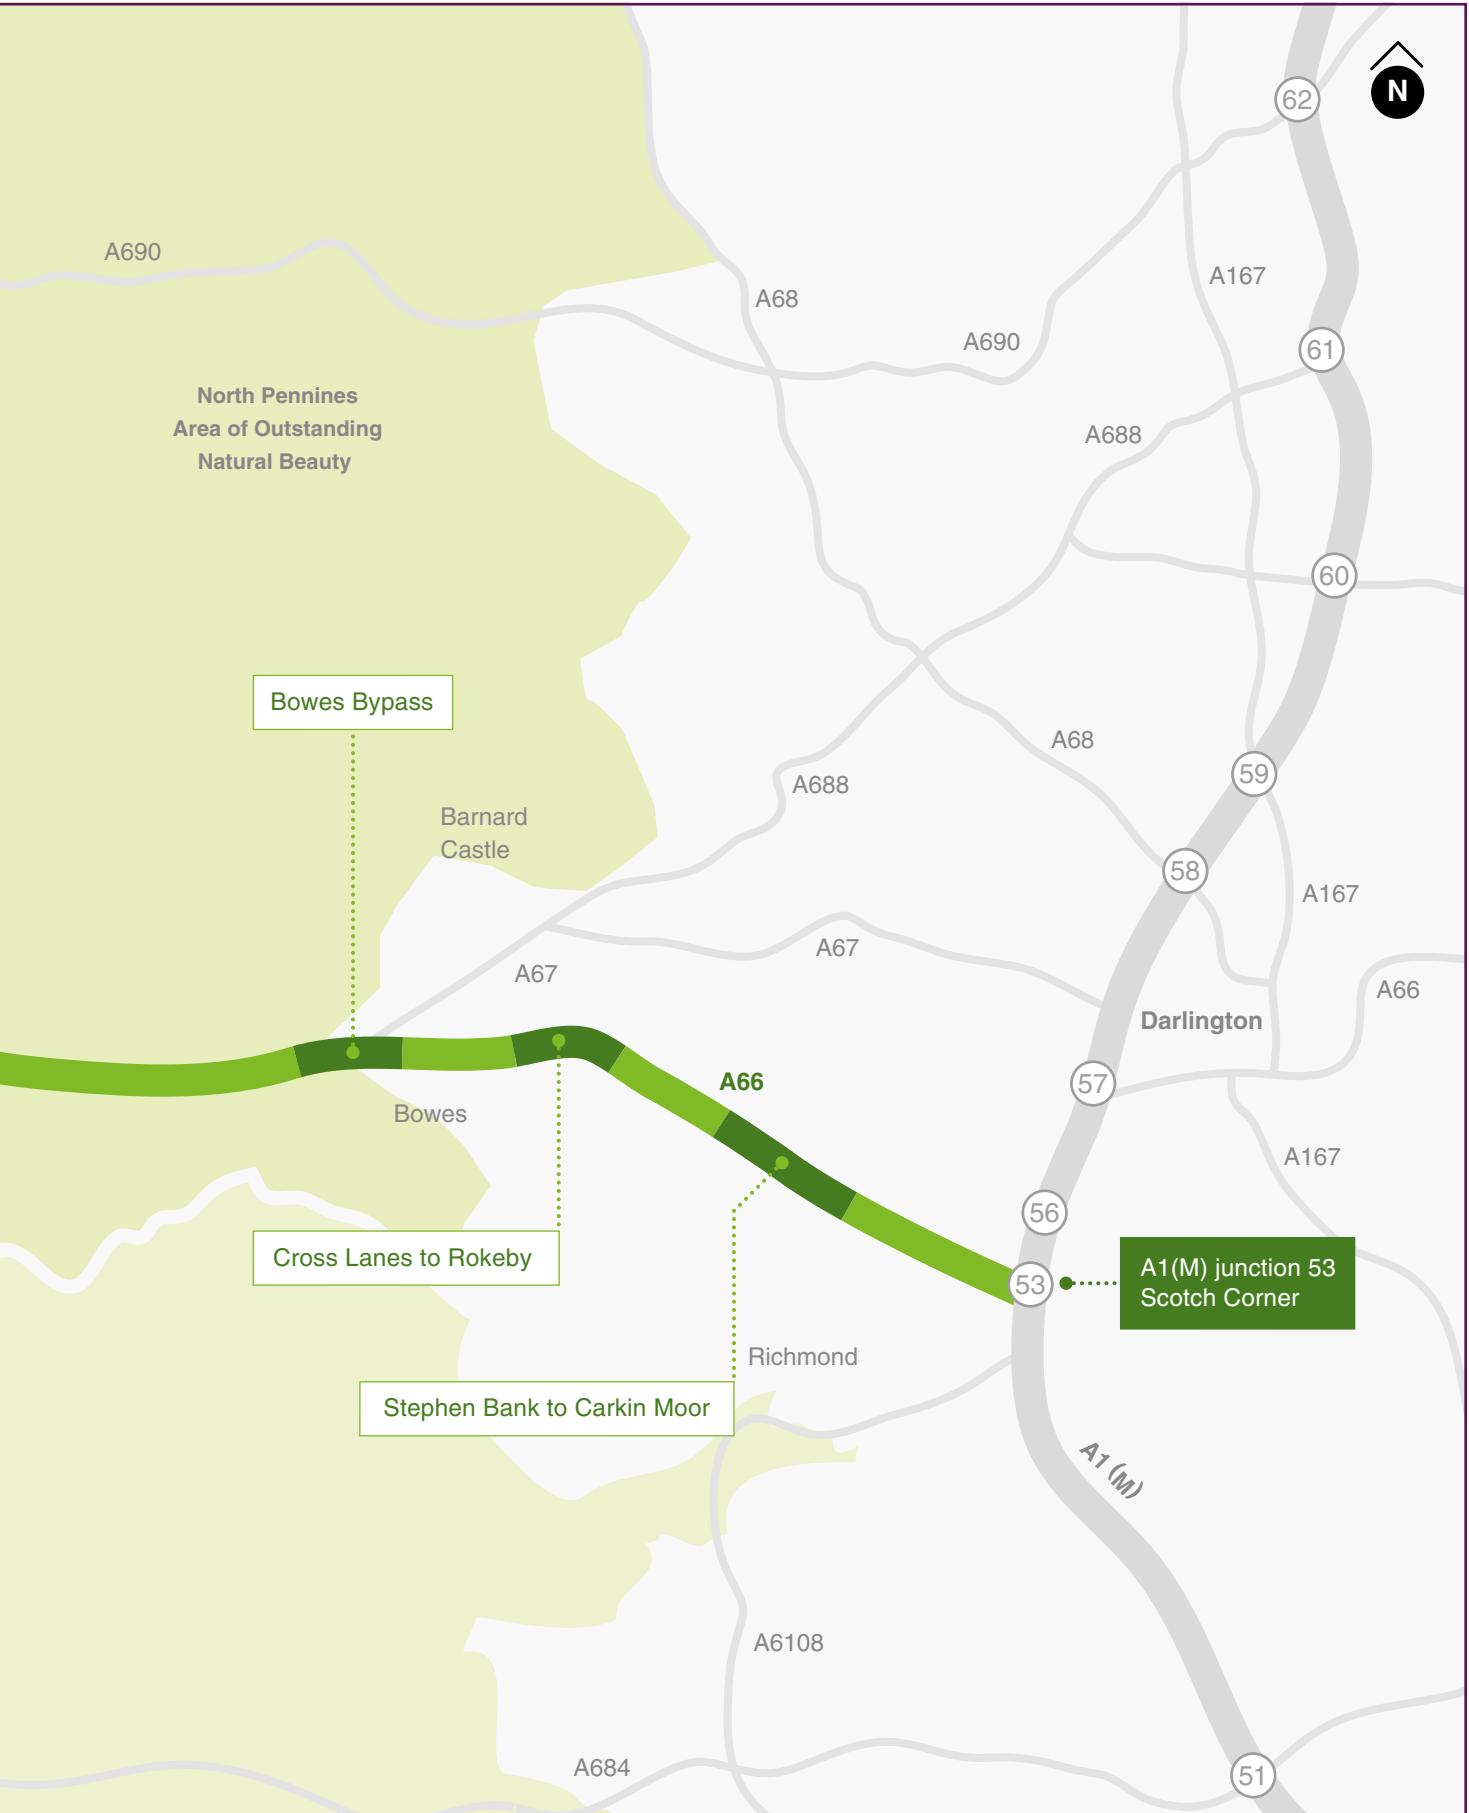 N
62
A690
A167
A68
A690
61
North Pennines
Area of Outstanding
Natural Beauty
A688
60
Bowes Bypass
A68
59
A688
Barnard
Castle
58
A167
A67
A67
A66
Darlington
57
A66
Bowes
A167
56
Cross Lanes to Rokeby
53
A1(M) junction 53
Scotch Corner
Richmond
Stephen Bank to Carkin Moor
A1 (M)
A6108
A684
51